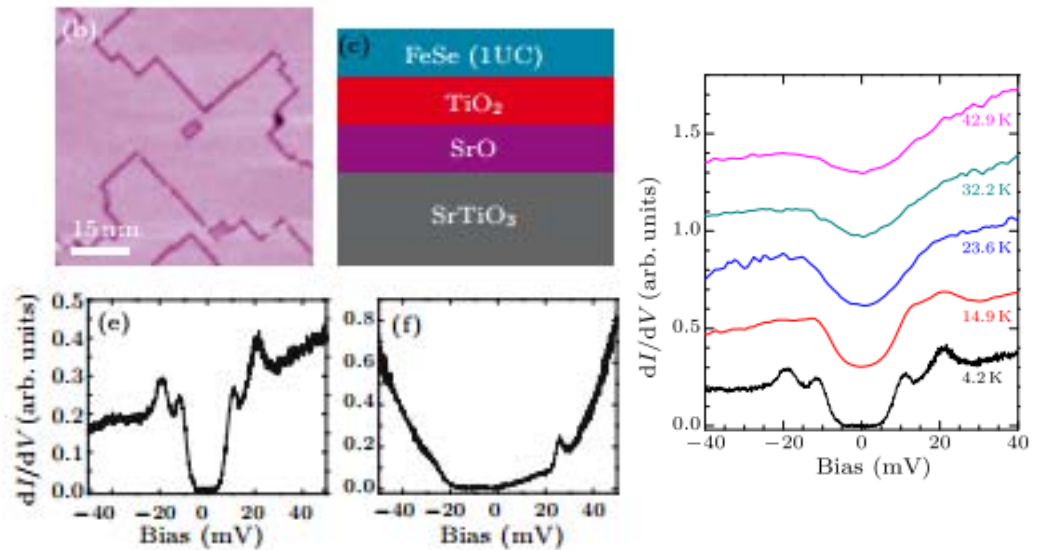 (b)
15 nm
(c)
FeSe (1UC)
TiO₂
SrO
SrTiO₃
(e)
dI/dV (arb. units)
0.5
0.4
0.3
0.2
0.1
0.0
−40 −20 0 20 40
Bias (mV)
(f)
0.8
0.6
0.4
0.2
0.0
−40 −20 0 20 40
Bias (mV)
dI/dV (arb. units)
1.5
1.0
0.5
0.0
42.9 K
32.2 K
23.6 K
14.9 K
4.2 K
−40 −20 0 20 40
Bias (mV)